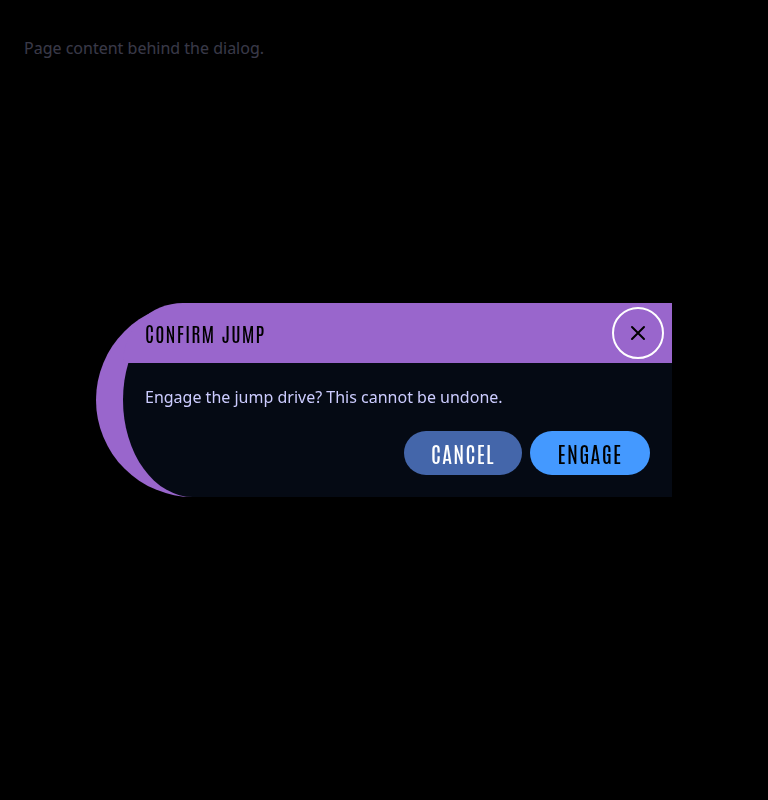 Page content behind the dialog.
Confirm Jump
Engage the jump drive? This cannot be undone.
CANCEL
ENGAGE